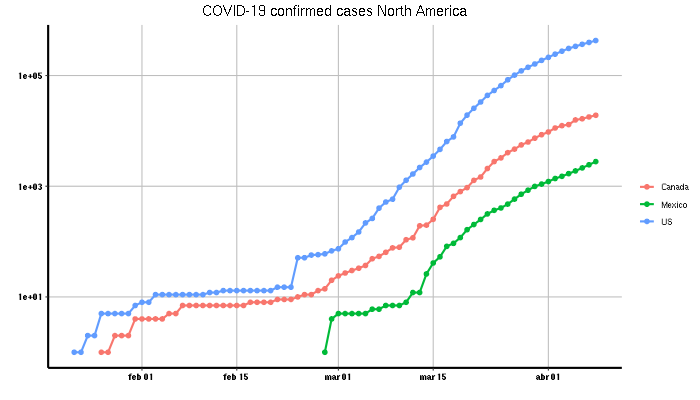 COVID-19 confirmed cases North America
1e+05
1e+03
1e+01
feb 01
feb 15
mar 01
mar 15
abr 01
Canada
Mexico
US